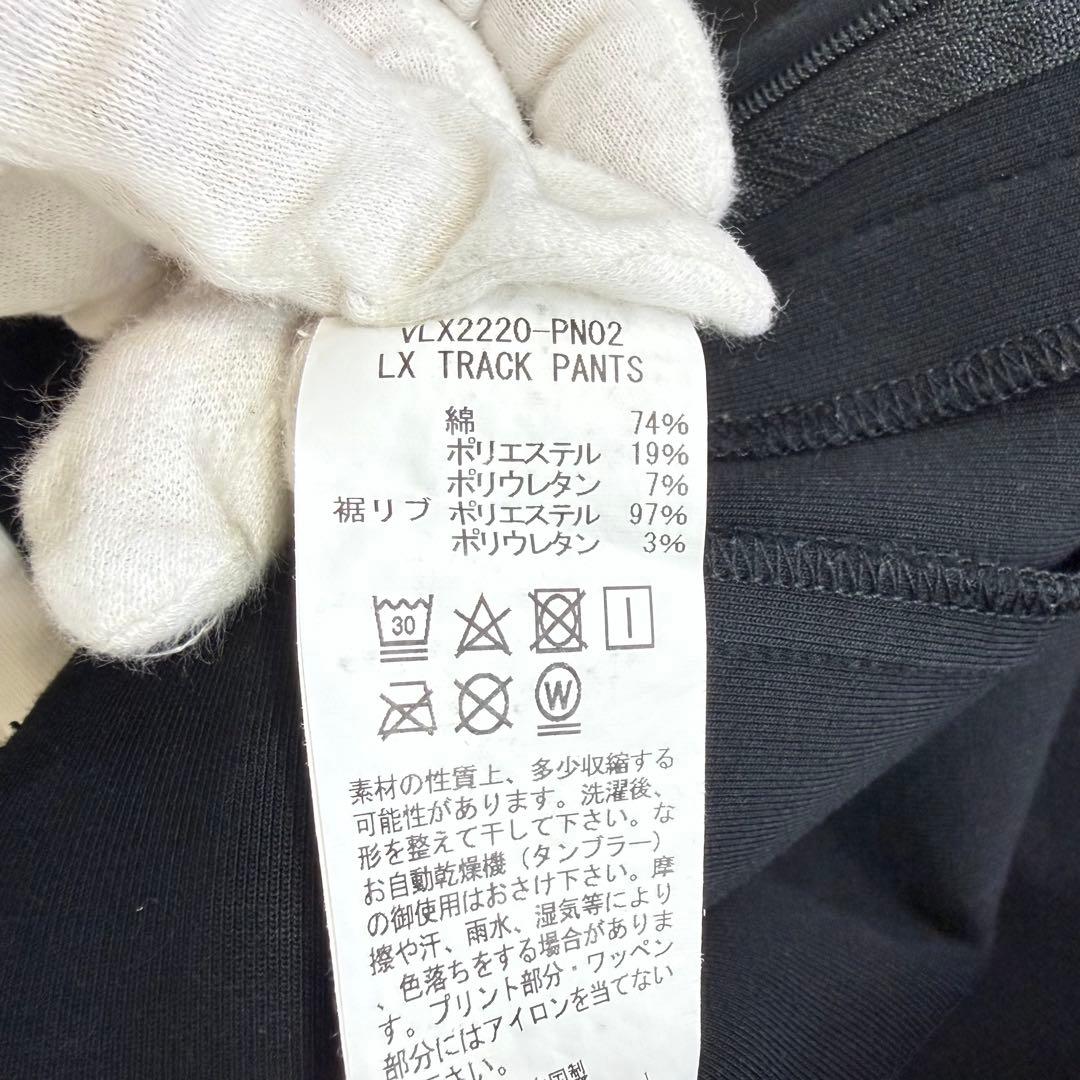 VLX2220-PN02
LX TRACK PANTS
綿 74%
ポリエステル 19%
ポリウレタン 7%
裾リブ ポリエステル 97%
ポリウレタン 3%
30
W
素材の性質上、多少収縮する
可能性があります。洗濯後、
形を整えて干して下さい。な
お自動乾燥機（タンブラー）
の御使用はおさけ下さい。摩
擦や汗、雨水、湿気等により
、色落ちをする場合がありま
す。プリント部分・ワッペン
部分にはアイロンを当てない
さい。
国製